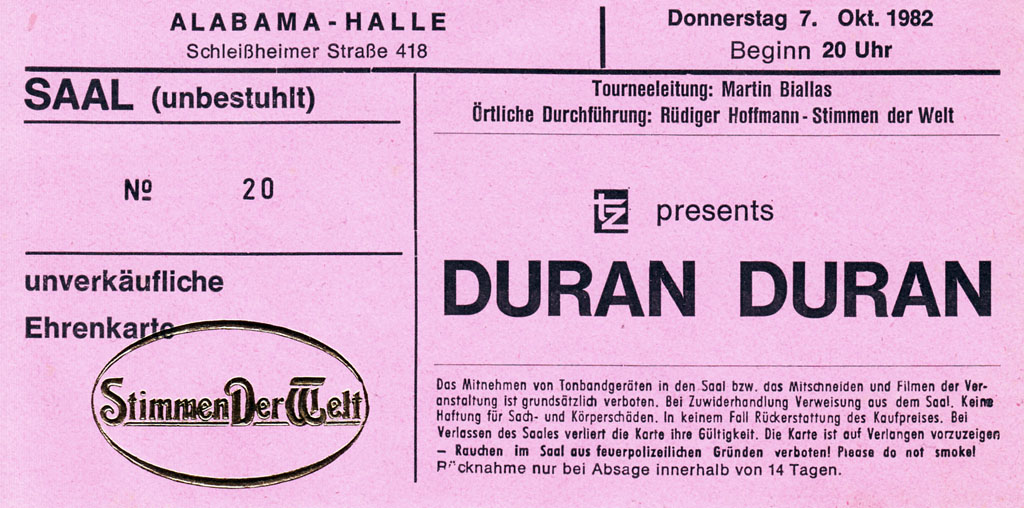 ALABAMA-HALLE
Schleißheimer Straße 418
Donnerstag 7. Okt. 1982
Beginn 20 Uhr
SAAL (unbestuhlt)
Nº 20
unverkäufliche
Ehrenkarte
Stimmen Der Welt
Tourneeleitung: Martin Biallas
Örtliche Durchführung: Rüdiger Hoffmann - Stimmen der Welt
tz presents
DURAN DURAN
Das Mitnehmen von Tonbandgeräten in den Saal bzw. das Mitschneiden und Filmen der Ver-
anstaltung ist grundsätzlich verboten. Bei Zuwiderhandlung Verweisung aus dem Saal. Keine
Haftung für Sach- und Körperschäden. In keinem Fall Rückerstattung des Kaufpreises. Bei
Verlassen des Saales verliert die Karte ihre Gültigkeit. Die Karte ist auf Verlangen vorzuzeigen
– Rauchen im Saal aus feuerpolizeilichen Gründen verboten! Please do not smoke!
Rücknahme nur bei Absage innerhalb von 14 Tagen.